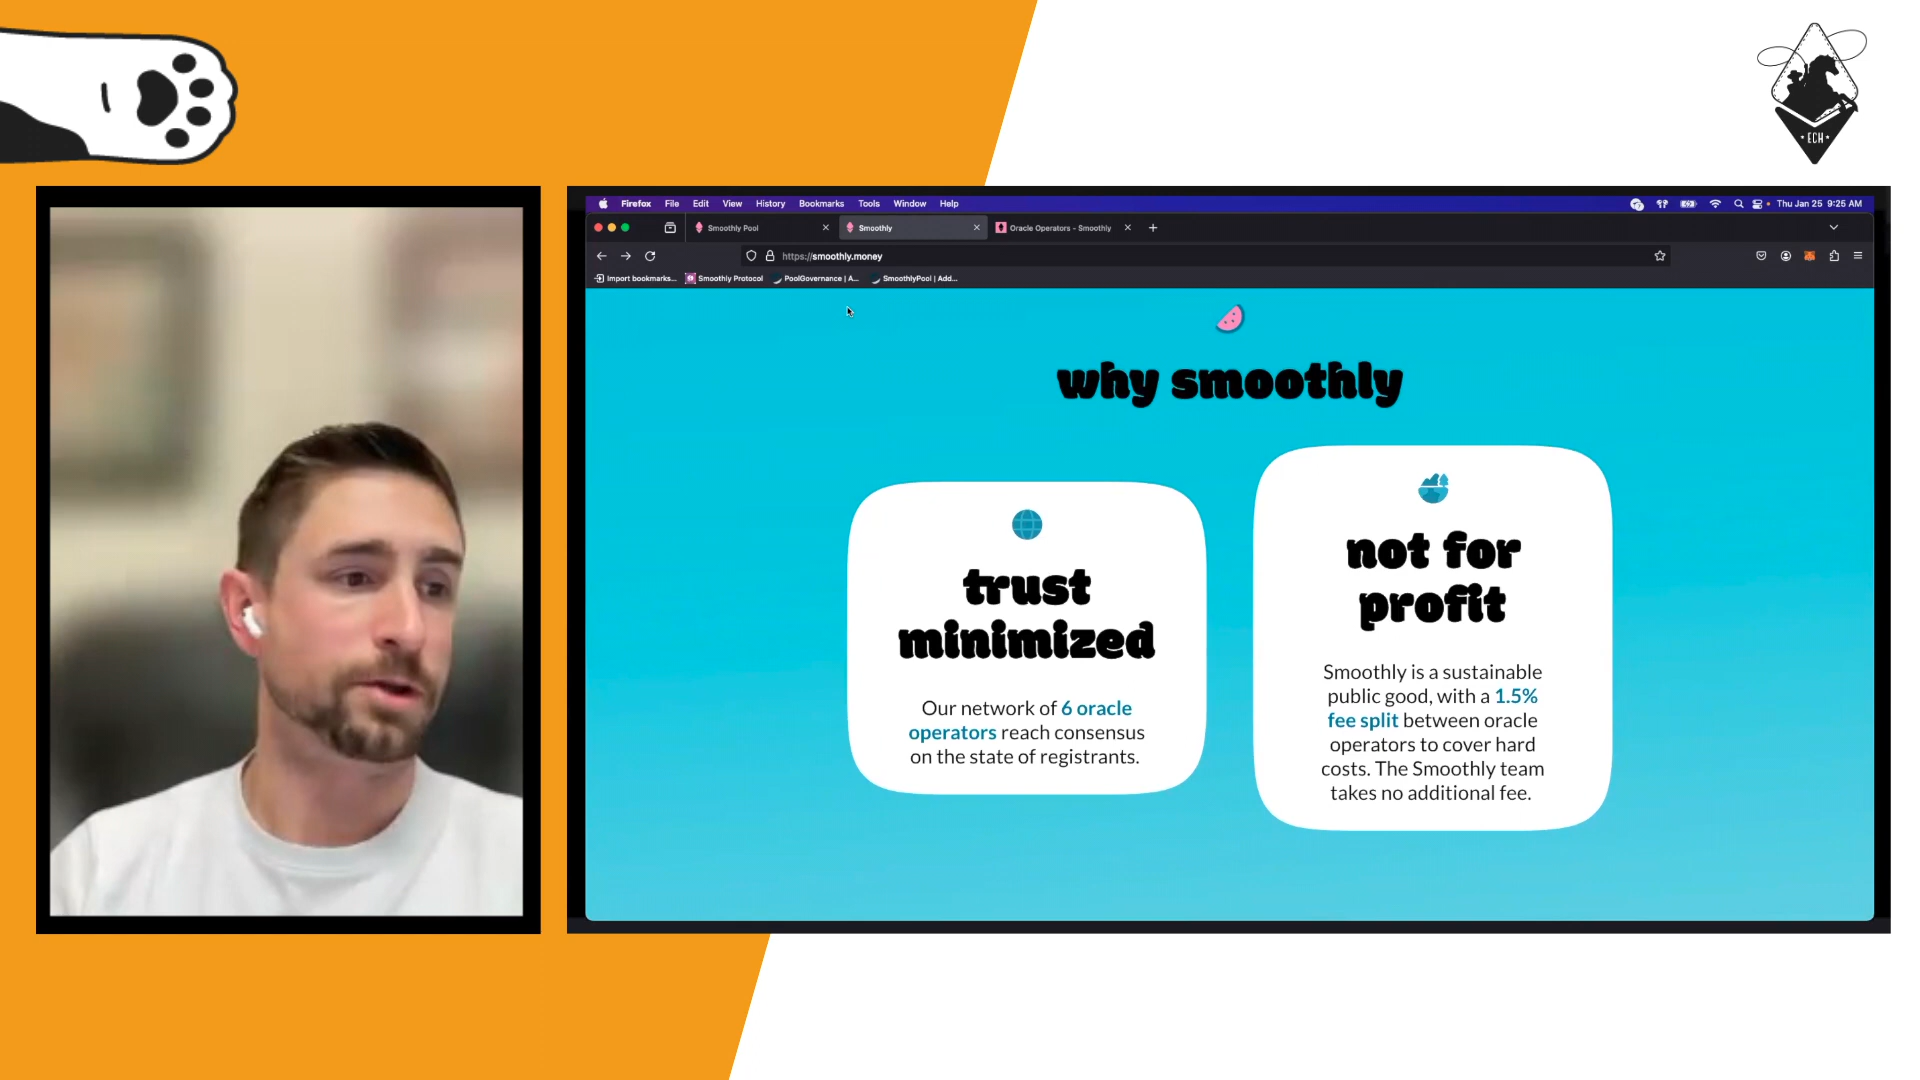 ECH
Firefox File Edit View History Bookmarks Tools Window Help
Thu Jan 25 9:25 AM
Smoothly Pool
Smoothly
Oracle Operators - Smoothly
https://smoothly.money
Import bookmarks...
Smoothly Protocol
PoolGovernance | A...
SmoothlyPool | Add...
why smoothly
trust
minimized
Our network of 6 oracle
operators reach consensus
on the state of registrants.
not for
profit
Smoothly is a sustainable
public good, with a 1.5%
fee split between oracle
operators to cover hard
costs. The Smoothly team
takes no additional fee.